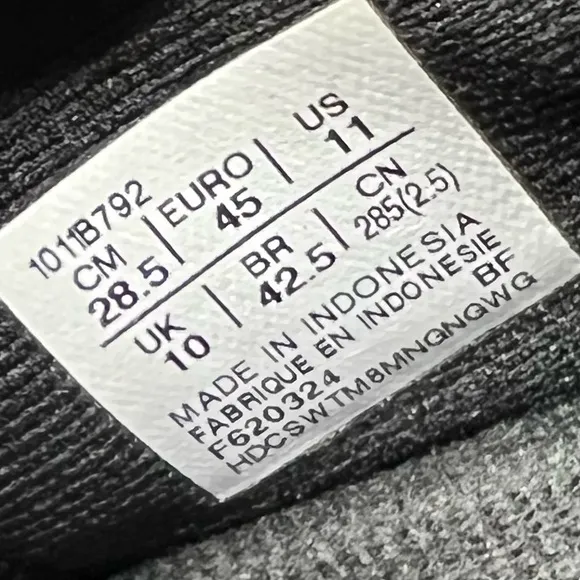 1011B792
CM EURO US
28.5 45 11
UK BR CN
10 42.5 285(2.5)
MADE IN INDONESIA
FABRIQUE EN INDONESIE
F620324 BF
HDCSWTM8MNQNQWG